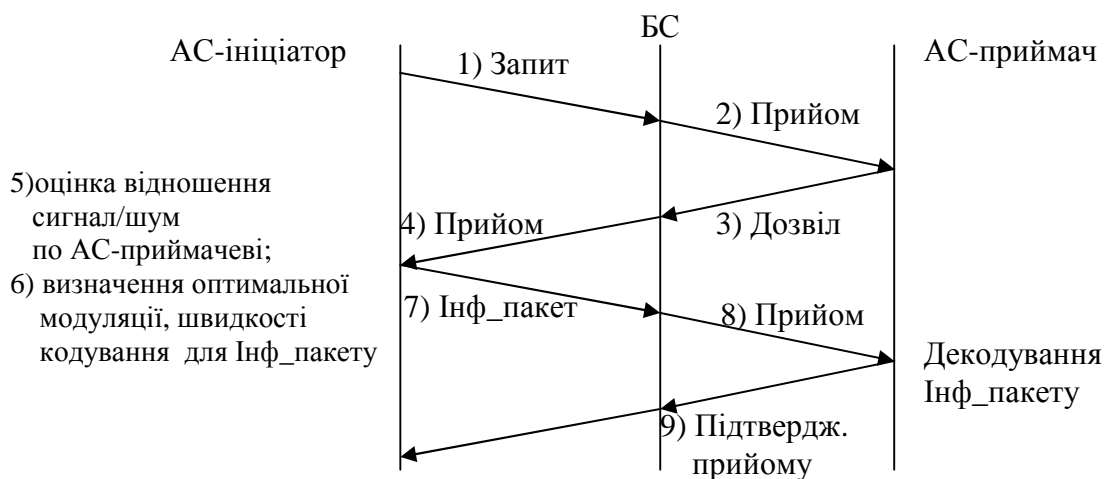 БС
АС-ініціатор
АС-приймач
1) Запит
2) Прийом
3) Дозвіл
4) Прийом
5)оцінка відношення
сигнал/шум
по АС-приймачеві;
6) визначення оптимальної
модуляції, швидкості
кодування для Інф_пакету
7) Інф_пакет
8) Прийом
Декодування
Інф_пакету
9) Підтвердж.
прийому